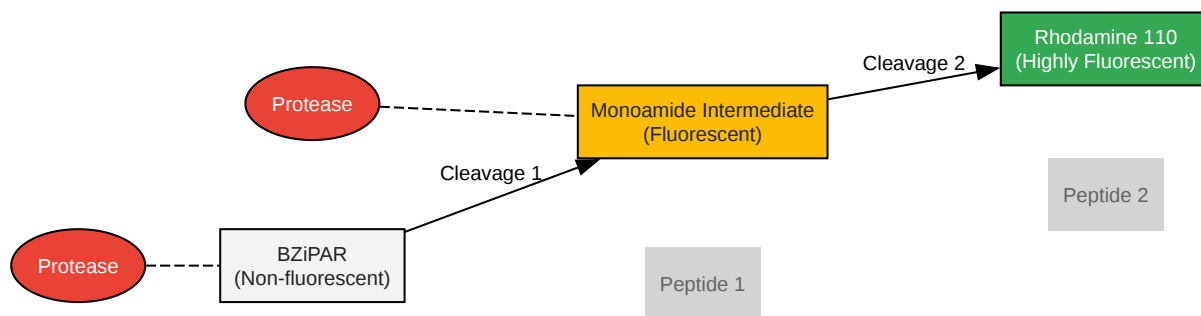 Rhodamine 110
(Highly Fluorescent)
Cleavage 2
Protease
Monoamide Intermediate
(Fluorescent)
Cleavage 1
Peptide 2
Protease
BZiPAR
(Non-fluorescent)
Peptide 1